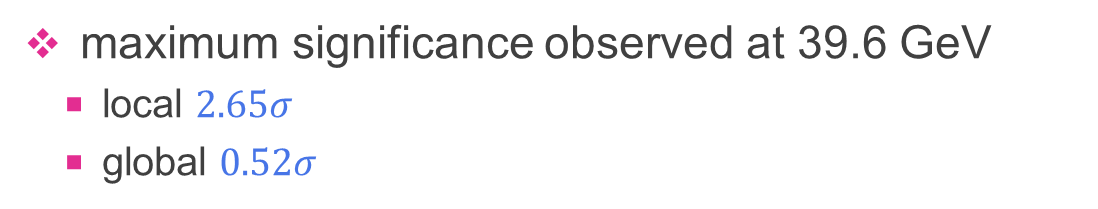 ❖ maximum significance observed at 39.6 GeV
▪ local 2.65𝜎
▪ global 0.52𝜎